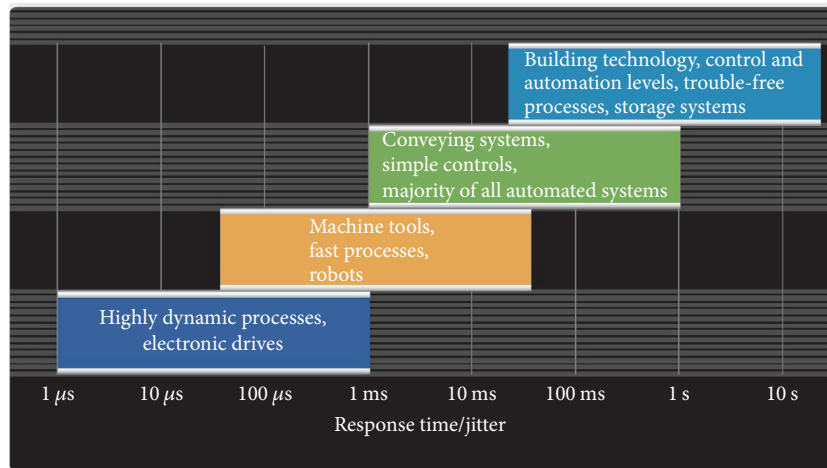 Building technology, control and
automation levels, trouble-free
processes, storage systems
Conveying systems,
simple controls,
majority of all automated systems
Machine tools,
fast processes,
robots
Highly dynamic processes,
electronic drives
1 μs 10 μs 100 μs 1 ms 10 ms 100 ms 1 s 10 s
Response time/jitter